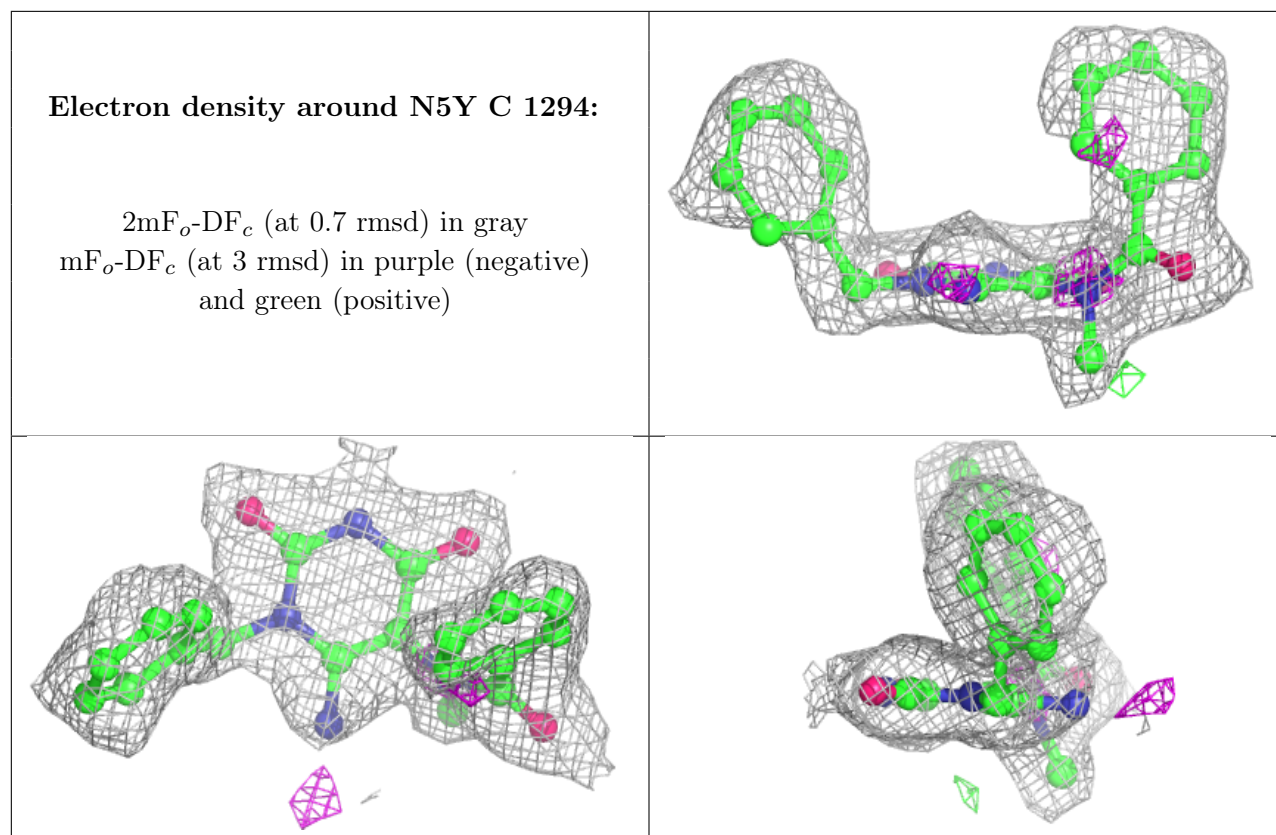 Electron density around N5Y C 1294:
2mFₒ-DF𝒸 (at 0.7 rmsd) in gray
mFₒ-DF𝒸 (at 3 rmsd) in purple (negative)
and green (positive)